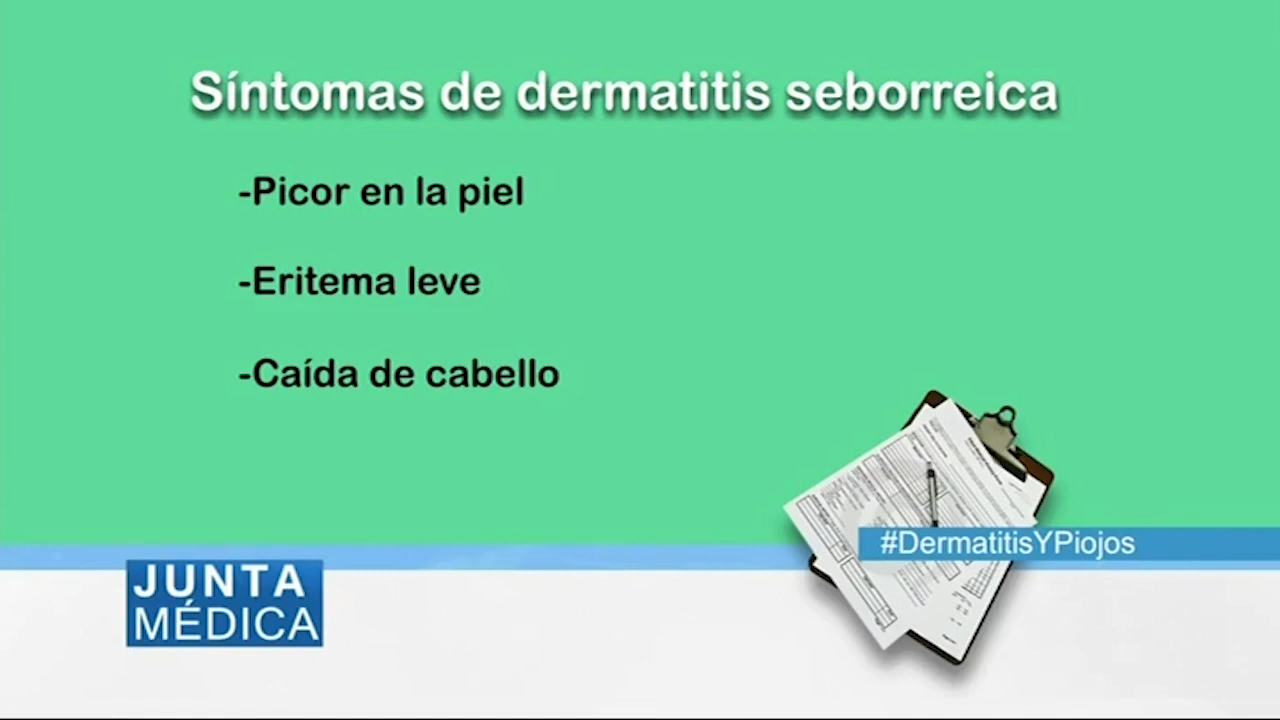 Síntomas de dermatitis seborreica
-Picor en la piel
-Eritema leve
-Caída de cabello
#DermatitisYPiojos
JUNTA
MÉDICA